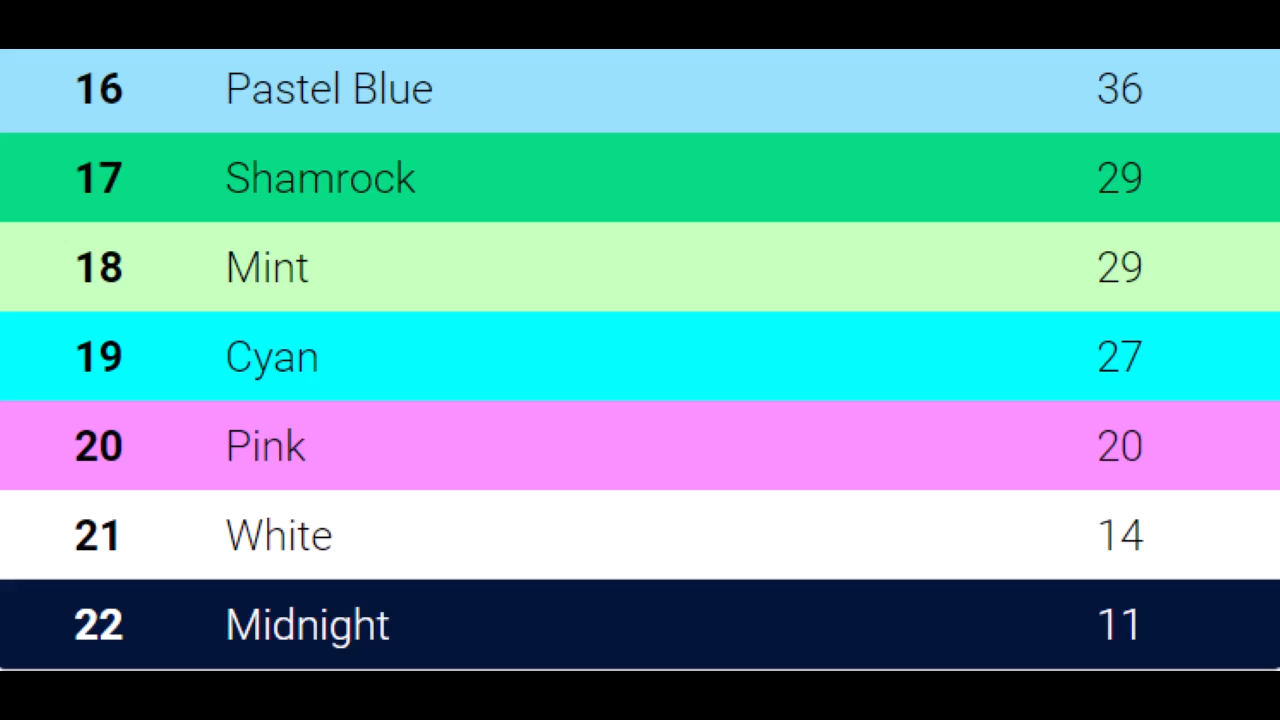 16 Pastel Blue 36
17 Shamrock 29
18 Mint 29
19 Cyan 27
20 Pink 20
21 White 14
22 Midnight 11